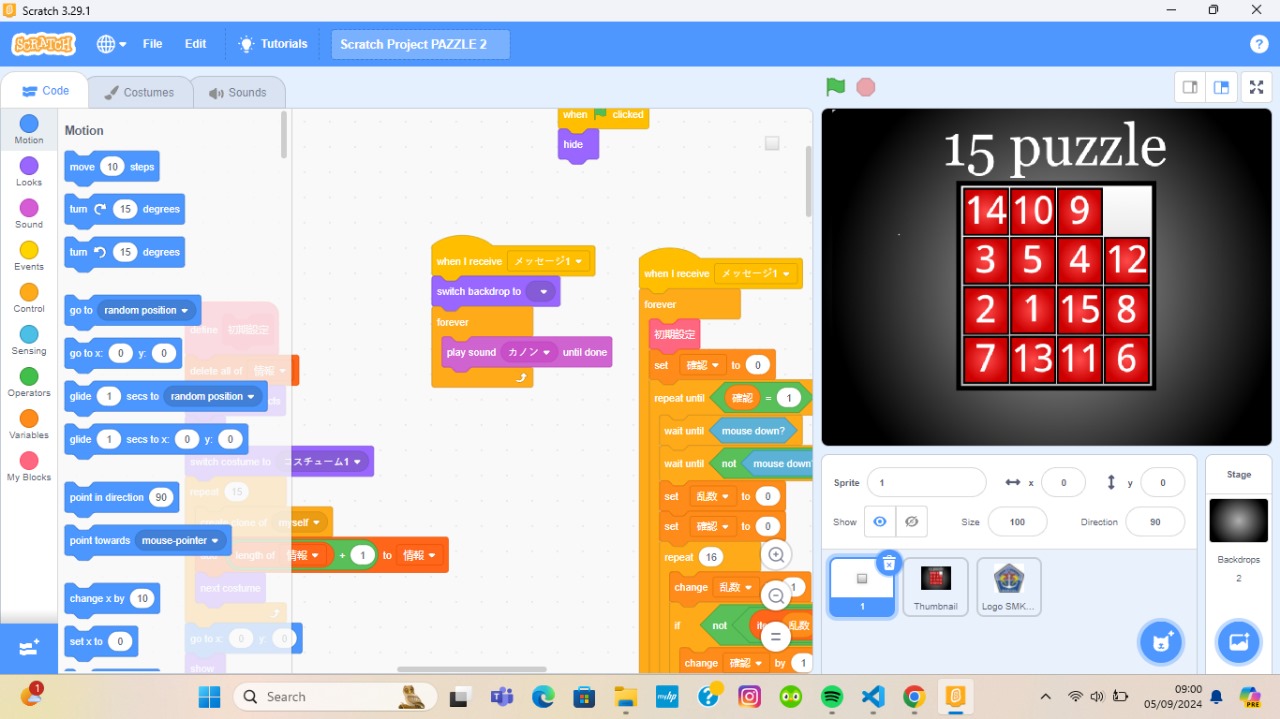 Scratch 3.29.1
SCRATCH
File
Edit
Tutorials
Scratch Project PAZZLE 2
Code
Costumes
Sounds
Motion
Looks
Sound
Events
Control
Sensing
Operators
Variables
My Blocks
Motion
move 10 steps
turn 15 degrees
turn 15 degrees
go to random position
go to x: 0 y: 0
glide 1 secs to random position
glide 1 secs to x: 0 y: 0
point in direction 90
point towards mouse-pointer
change x by 10
set x to 0
define 初期設定
delete all of 情報
switch costume to コスチューム1
repeat 15
myself
length of 情報 + 1 to 情報
next costume
go to x: 0 y: 0
show
when clicked
hide
when I receive メッセージ1
switch backdrop to
forever
play sound カノン until done
when I receive メッセージ1
forever
初期設定
set 確認 to 0
repeat until 確認 = 1
wait until mouse down?
wait until not mouse down
set 乱数 to 0
set 確認 to 0
repeat 16
change 乱数 1
if not 乱数
change 確認 by 1
15 puzzle
14 10 9
3 5 4 12
2 1 15 8
7 13 11 6
Sprite 1 x 0 y 0
Show Size 100 Direction 90
1
Thumbnail
Logo SMK...
Stage
Backdrops
2
1
Search
myhp
09:00
05/09/2024
PRE